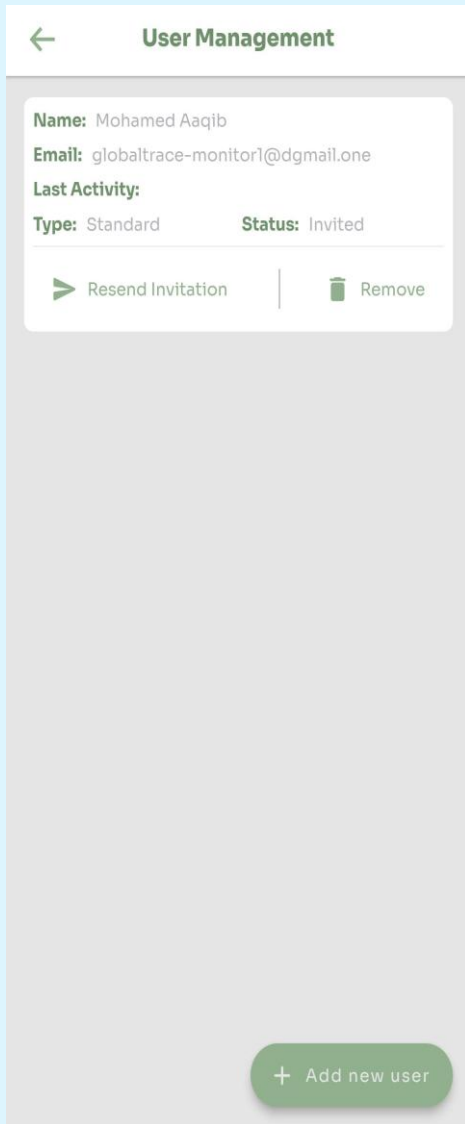 User Management
Name: Mohamed Aaqib
Email: globaltrace-monitor1@dgmail.one
Last Activity:
Type: Standard Status: Invited
Resend Invitation Remove
+ Add new user